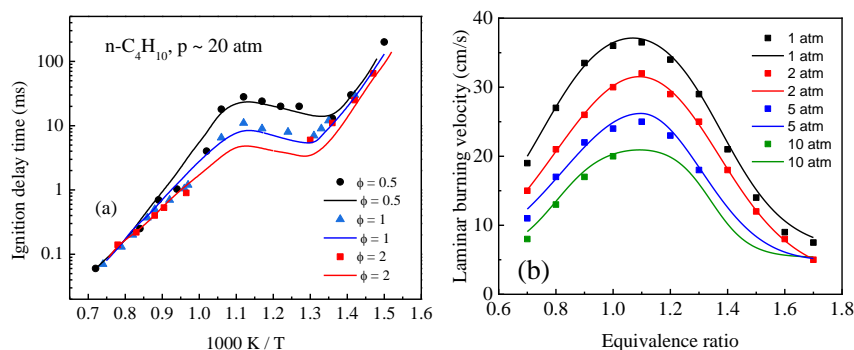 n-C4H10, p ~ 20 atm
100
10
1
0.1
Ignition delay time (ms)
(a)
ϕ = 0.5
ϕ = 0.5
ϕ = 1
ϕ = 1
ϕ = 2
ϕ = 2
0.7 0.8 0.9 1.0 1.1 1.2 1.3 1.4 1.5 1.6
1000 K / T
40
30
20
10
0
Laminar burning velocity (cm/s)
1 atm
1 atm
2 atm
2 atm
5 atm
5 atm
10 atm
10 atm
(b)
0.6 0.8 1.0 1.2 1.4 1.6 1.8
Equivalence ratio